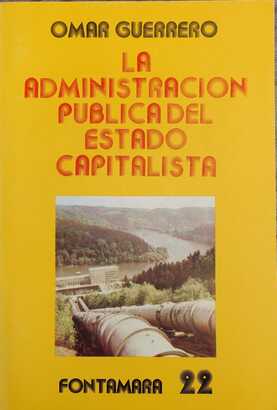 OMAR GUERRERO
LA
ADMINISTRACION
PUBLICA DEL
ESTADO
CAPITALISTA
FONTAMARA 22